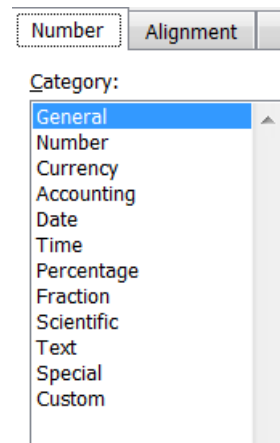 Number Alignment
Category:
General
Number
Currency
Accounting
Date
Time
Percentage
Fraction
Scientific
Text
Special
Custom